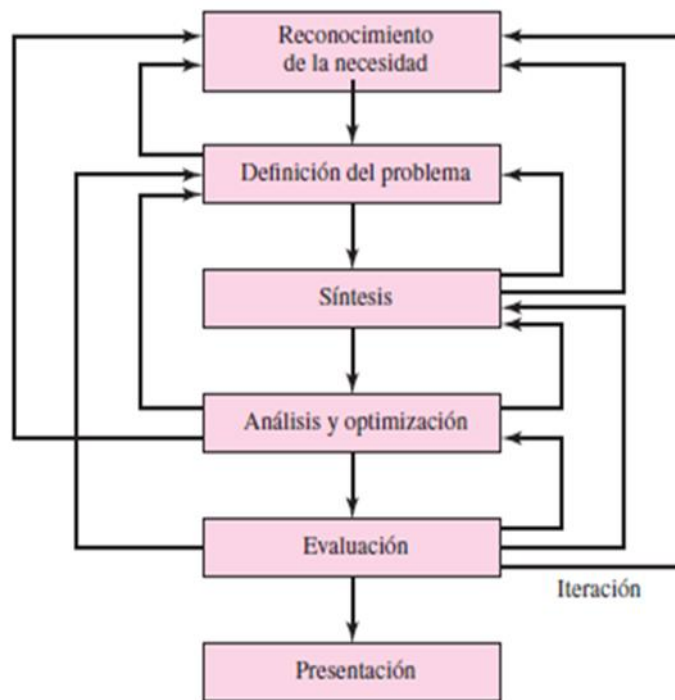 Reconocimiento
de la necesidad
Definición del problema
Síntesis
Análisis y optimización
Evaluación
Iteración
Presentación